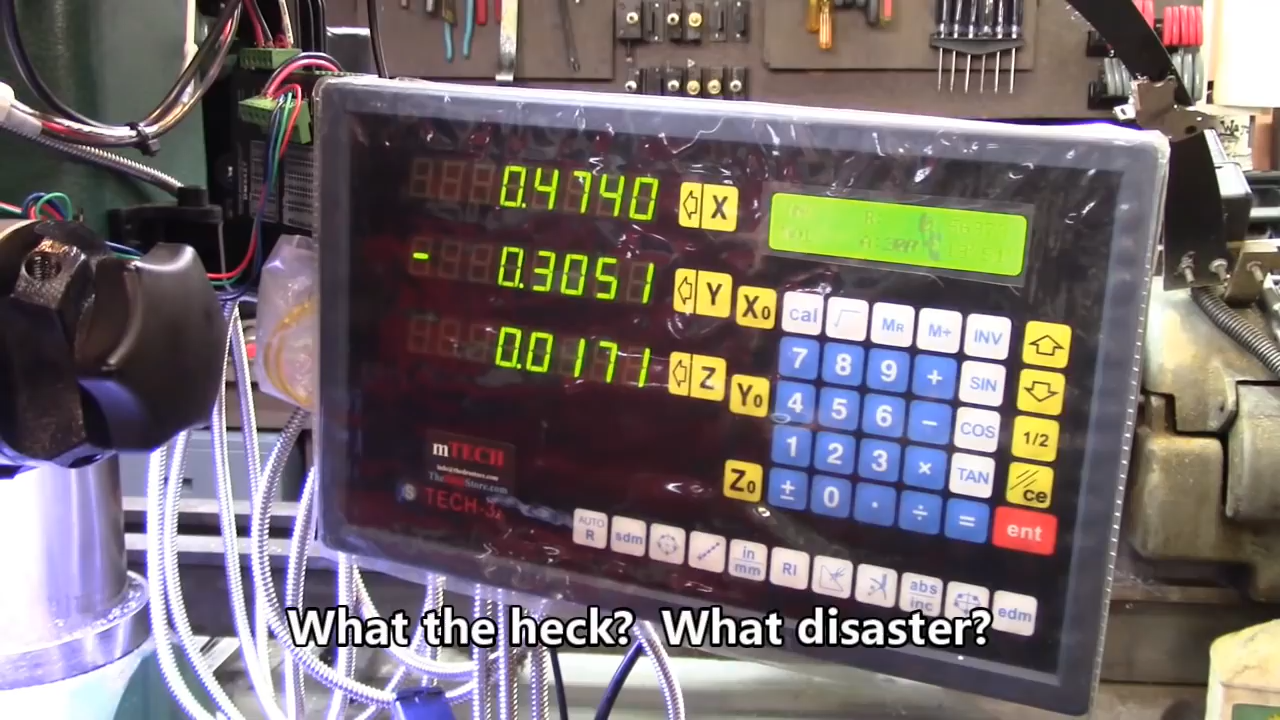 0.4740 X
- 0.3051 Y
0.0171 Z
X0
Y0
Z0
cal √ MR M+ INV
7 8 9 + SIN
4 5 6 - COS 1/2
1 2 3 × TAN ce
± 0 . ÷ = ent
mTECH
TECH-3
AUTO R sdm in/mm RI abs/inc edm
What the heck? What disaster?